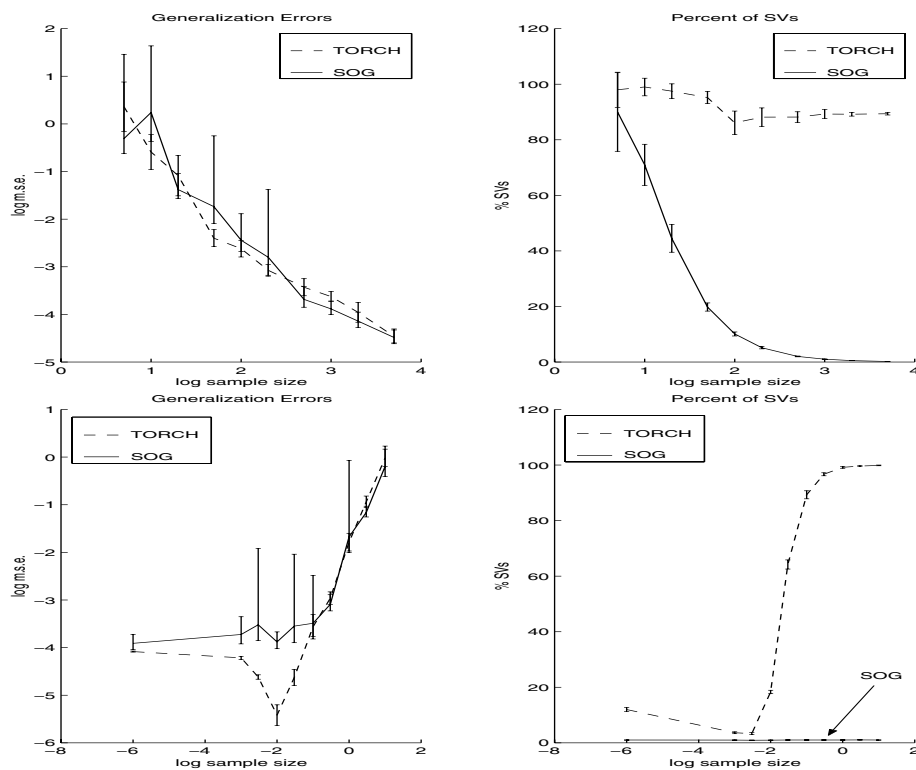 Generalization Errors
2
1
0
−1
−2
−3
−4
−5
0
1
2
3
4
log m.s.e.
log sample size
TORCH
SOG
Percent of SVs
120
100
80
60
40
20
0
0
1
2
3
4
% SVs
log sample size
TORCH
SOG
Generalization Errors
1
0
−1
−2
−3
−4
−5
−6
−8
−6
−4
−2
0
2
log m.s.e.
log sample size
TORCH
SOG
Percent of SVs
120
100
80
60
40
20
0
−8
−6
−4
−2
0
2
% SVs
log sample size
TORCH
SOG
SOG